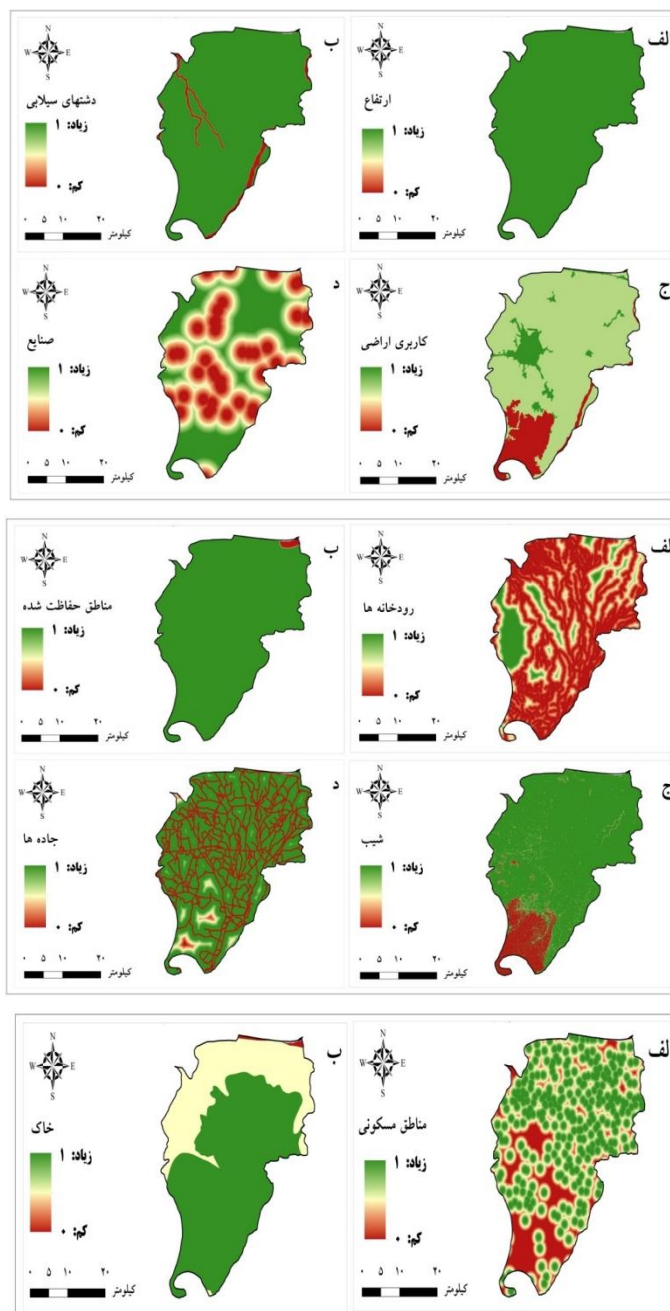 لف
N
W E
S
ارتفاع
زیاد: ۱
کم: ۰
۰ ۵ ۱۰ ۲۰
کیلومتر
ب
N
W E
S
دشتهای سیلابی
زیاد: ۱
کم: ۰
۰ ۵ ۱۰ ۲۰
کیلومتر
ج
N
W E
S
کاربری اراضی
زیاد: ۱
کم: ۰
۰ ۵ ۱۰ ۲۰
کیلومتر
د
N
W E
S
صنایع
زیاد: ۱
کم: ۰
۰ ۵ ۱۰ ۲۰
کیلومتر
لف
N
W E
S
رودخانه ها
زیاد: ۱
کم: ۰
۰ ۵ ۱۰ ۲۰
کیلومتر
ب
N
W E
S
مناطق حفاظت شده
زیاد: ۱
کم: ۰
۰ ۵ ۱۰ ۲۰
کیلومتر
ج
N
W E
S
شیب
زیاد: ۱
کم: ۰
۰ ۵ ۱۰ ۲۰
کیلومتر
د
N
W E
S
جاده ها
زیاد: ۱
کم: ۰
۰ ۵ ۱۰ ۲۰
کیلومتر
لف
N
W E
S
مناطق مسکونی
زیاد: ۱
کم: ۰
۰ ۵ ۱۰ ۲۰
کیلومتر
ب
N
W E
S
خاک
زیاد: ۱
کم: ۰
۰ ۵ ۱۰ ۲۰
کیلومتر